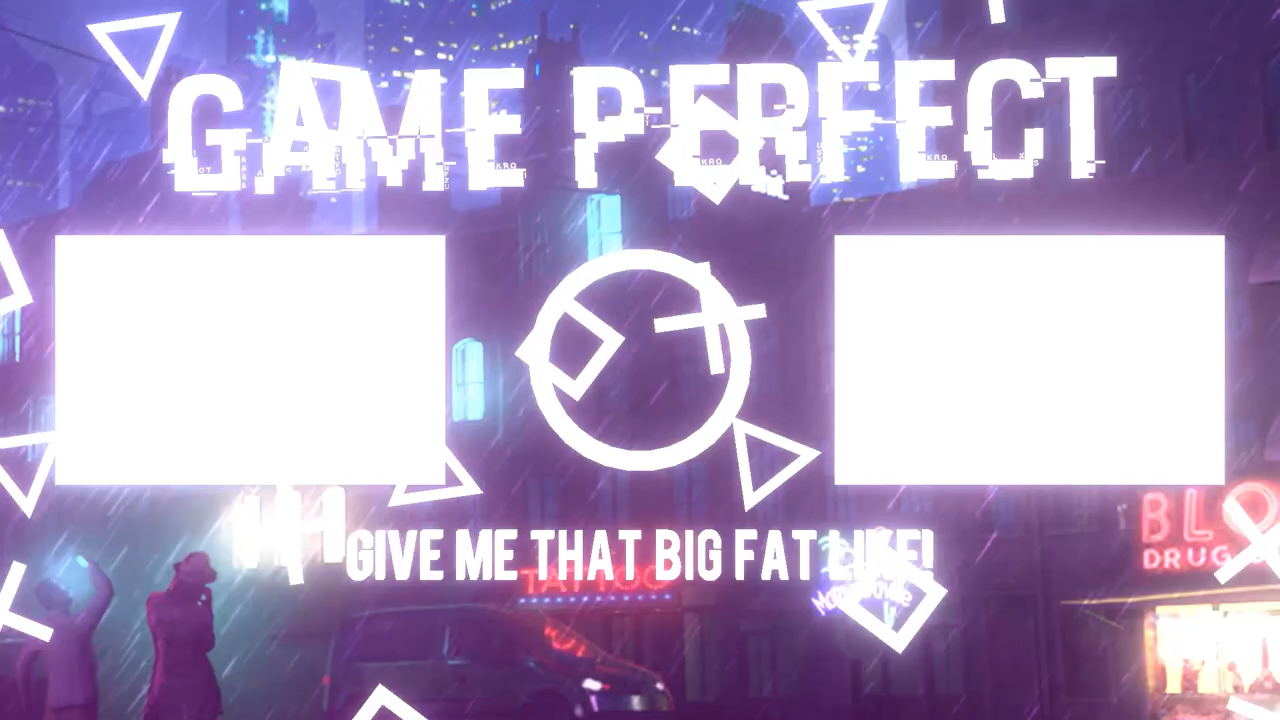 GAME PERFECT
GIVE ME THAT BIG FAT LIKE!
TATTOO
BLO
DRUG